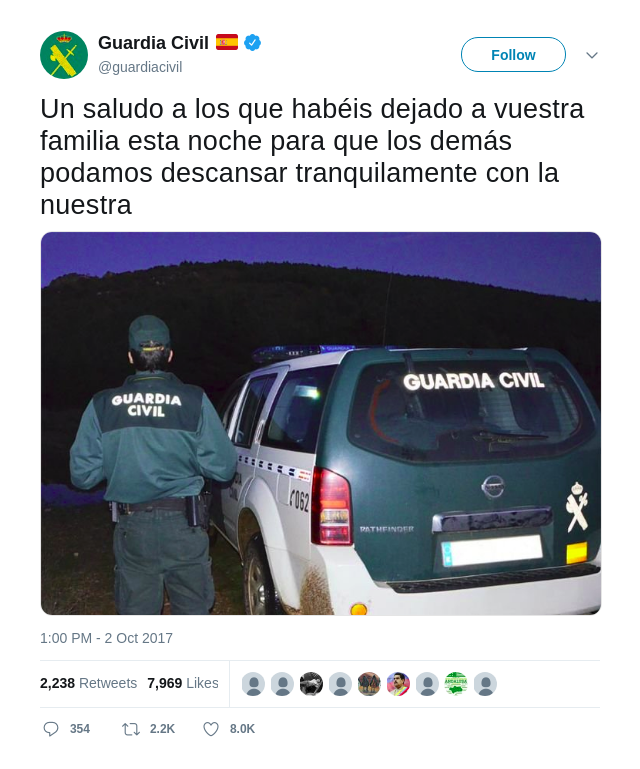 Guardia Civil
@guardiacivil
Follow
Un saludo a los que habéis dejado a vuestra
familia esta noche para que los demás
podamos descansar tranquilamente con la
nuestra
GUARDIA CIVIL
GUARDIA
CIVIL
062
PATHFINDER
1:00 PM - 2 Oct 2017
2,238 Retweets 7,969 Likes
354 2.2K 8.0K